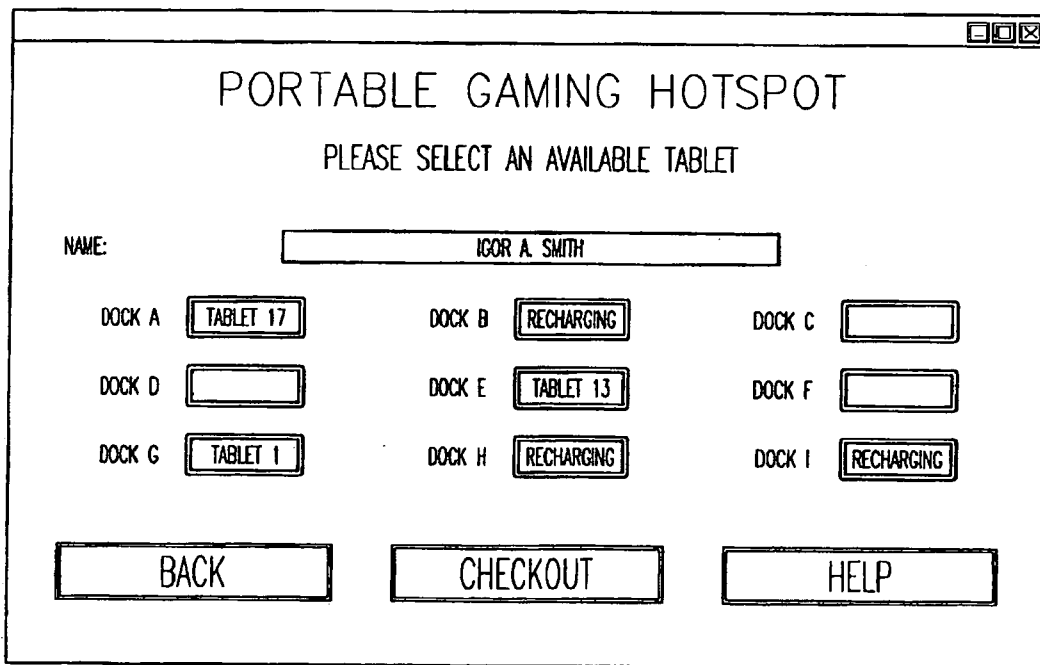 PORTABLE GAMING HOTSPOT
PLEASE SELECT AN AVAILABLE TABLET
NAME: IGOR A. SMITH
DOCK A TABLET 17 DOCK B RECHARGING DOCK C
DOCK D DOCK E TABLET 13 DOCK F
DOCK G TABLET 1 DOCK H RECHARGING DOCK I RECHARGING
BACK CHECKOUT HELP